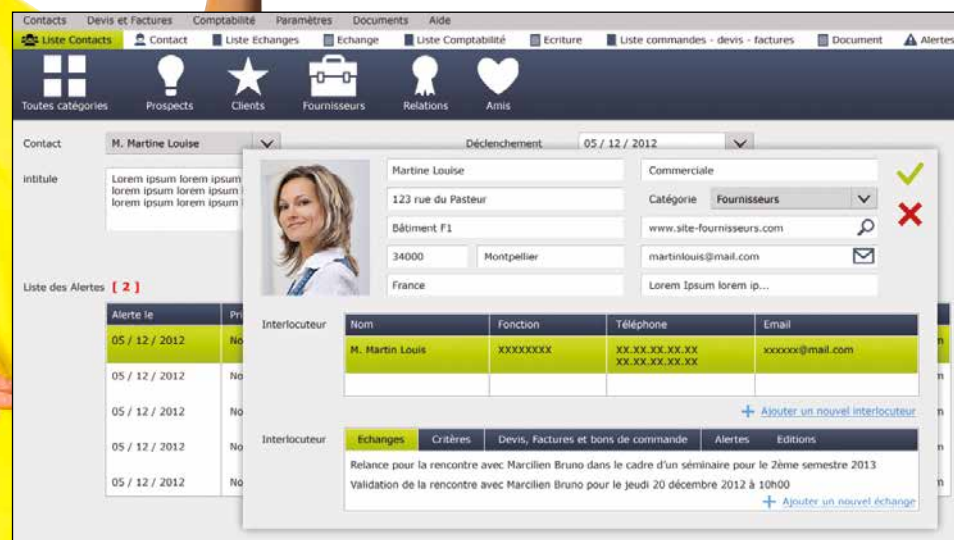 Contacts Devis et Factures Comptabilité Paramètres Documents Aide
Liste Contacts Contact Liste Echanges Echange Liste Comptabilité Ecriture Liste commandes - devis - factures Document Alertes
Toutes catégories Prospects Clients Fournisseurs Relations Amis
Contact M. Martine Louise Déclenchement 05 / 12 / 2012
intitule
Lorem ipsum lorem ipsum
lorem ipsum lorem ipsum
lorem ipsum lorem ipsum
Martine Louise Commerciale
123 rue du Pasteur Catégorie Fournisseurs
Bâtiment F1 www.site-fournisseurs.com
34000 Montpellier martinlouis@mail.com
France Lorem Ipsum lorem ip...
Liste des Alertes [ 2 ]
Alerte le
05 / 12 / 2012 No
05 / 12 / 2012 No
05 / 12 / 2012 No
05 / 12 / 2012 No
05 / 12 / 2012 No
Interlocuteur Nom Fonction Téléphone Email
M. Martin Louis XXXXXXXX XX.XX.XX.XX.XX xxxxxx@mail.com
XX.XX.XX.XX.XX
Ajouter un nouvel interlocuteur
Interlocuteur Echanges Critères Devis, Factures et bons de commande Alertes Editions
Relance pour la rencontre avec Marcilien Bruno dans le cadre d'un séminaire pour le 2ème semestre 2013
Validation de la rencontre avec Marcilien Bruno pour le jeudi 20 décembre 2012 à 10h00
Ajouter un nouvel échange